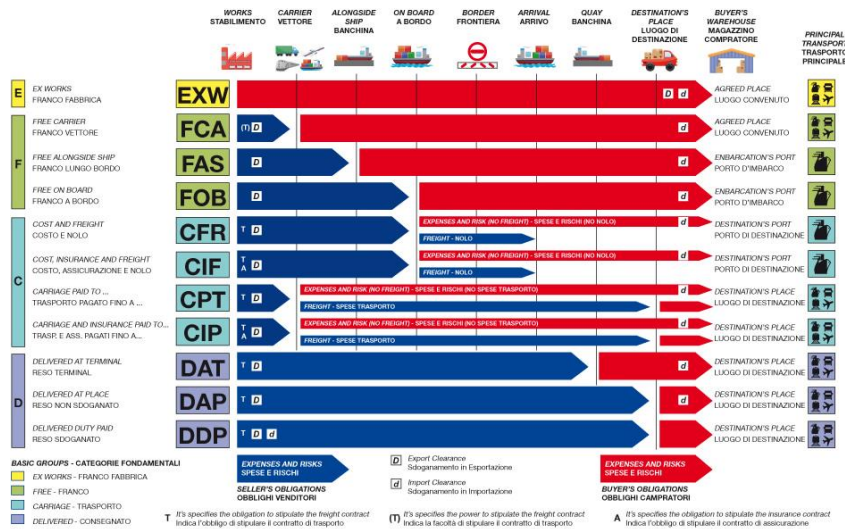 WORKS
STABILIMENTO
CARRIER
VETTORE
ALONGSIDE
SHIP
BANCHINA
ON BOARD
A BORDO
BORDER
FRONTIERA
ARRIVAL
ARRIVO
QUAY
BANCHINA
DESTINATION'S
PLACE
LUOGO DI
DESTINAZIONE
BUYER'S
WAREHOUSE
MAGAZZINO
COMPRATORE
PRINCIPAL
TRANSPORT
TRASPORTO
PRINCIPALE
E
EX WORKS
FRANCO FABBRICA
EXW
D d
AGREED PLACE
LUOGO CONVENUTO
F
FREE CARRIER
FRANCO VETTORE
FCA
(T) D
d
AGREED PLACE
LUOGO CONVENUTO
FREE ALONGSIDE SHIP
FRANCO LUNGO BORDO
FAS
D
d
ENBARCATION'S PORT
PORTO D'IMBARCO
FREE ON BOARD
FRANCO A BORDO
FOB
D
d
ENBARCATION'S PORT
PORTO D'IMBARCO
C
COST AND FREIGHT
COSTO E NOLO
CFR
T D
EXPENSES AND RISK (NO FREIGHT) - SPESE E RISCHI (NO NOLO)
d
FREIGHT - NOLO
DESTINATION'S PORT
PORTO DI DESTINAZIONE
COST, INSURANCE AND FREIGHT
COSTO, ASSICURAZIONE E NOLO
CIF
T
A D
EXPENSES AND RISK (NO FREIGHT) - SPESE E RISCHI (NO NOLO)
d
FREIGHT - NOLO
DESTINATION'S PORT
PORTO DI DESTINAZIONE
CARRIAGE PAID TO ...
TRASPORTO PAGATO FINO A ...
CPT
T D
EXPENSES AND RISK (NO FREIGHT) - SPESE E RISCHI (NO SPESE TRASPORTO)
d
FREIGHT - SPESE TRASPORTO
DESTINATION'S PLACE
LUOGO DI DESTINAZIONE
CARRIAGE AND INSURANCE PAID TO...
TRASP. E ASS. PAGATI FINO A...
CIP
T
A D
EXPENSES AND RISK (NO FREIGHT) - SPESE E RISCHI (NO SPESE TRASPORTO)
d
FREIGHT - SPESE TRASPORTO
DESTINATION'S PLACE
LUOGO DI DESTINAZIONE
D
DELIVERED AT TERMINAL
RESO TERMINAL
DAT
T D
d
DESTINATION'S PLACE
LUOGO DI DESTINAZIONE
DELIVERED AT PLACE
RESO NON SDOGANATO
DAP
T D
d
DESTINATION'S PLACE
LUOGO DI DESTINAZIONE
DELIVERED DUTY PAID
RESO SDOGANATO
DDP
T D d
DESTINATION'S PLACE
LUOGO DI DESTINAZIONE
BASIC GROUPS - CATEGORIE FONDAMENTALI
EX WORKS - FRANCO FABBRICA
FREE - FRANCO
CARRIAGE - TRASPORTO
DELIVERED - CONSEGNATO
EXPENSES AND RISKS
SPESE E RISCHI
SELLER'S OBLIGATIONS
OBBLIGHI VENDITORI
D Export Clearance
Sdoganamento in Esportazione
d Import Clearance
Sdoganamento in Importazione
EXPENSES AND RISKS
SPESE E RISCHI
BUYER'S OBLIGATIONS
OBBLIGHI CAMPRATORI
T It's specifies the obligation to stipulate the freight contract
Indica l'obbligo di stipulare il contratto di trasporto
(T) It's specifies the power to stipulate the freight contract
Indica la facoltà di stipulare il contratto di trasporto
A It's specifies the obligation to stipulate the insurance contract
Indica l'obbligo di stipulare il contratto di assicurazione